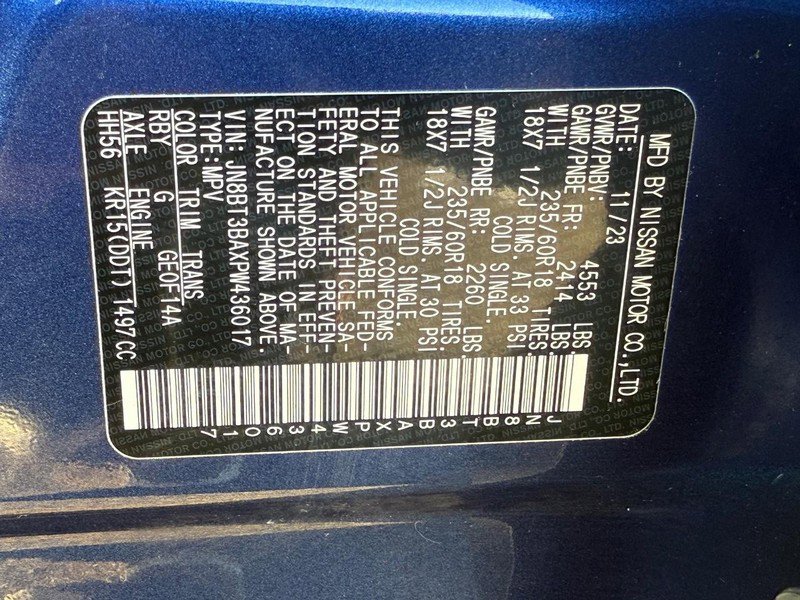 MFD BY NISSAN MOTOR CO.,LTD.
DATE: 11/23
GVWR/PNBV: 4553 LBS.
GAWR/PNBE FR: 2414 LBS.
WITH 235/60R18 TIRES.
18X7 1/2J RIMS. AT 33 PSI
COLD SINGLE.
GAWR/PNBE RR: 2260 LBS.
WITH 235/60R18 TIRES.
18X7 1/2J RIMS. AT 30 PSI
COLD SINGLE.
THIS VEHICLE CONFORMS
TO ALL APPLICABLE FED-
ERAL MOTOR VEHICLE SA-
FETY AND THEFT PREVEN-
TION STANDARDS IN EFF-
ECT ON THE DATE OF MA-
NUFACTURE SHOWN ABOVE.
VIN: JN8BT3BAXPW436017
TYPE: MPV
COLOR TRIM TRANS
RBY G GE0F14A
AXLE ENGINE
HH56 KR15(DDT) 1497CC
JN8BT3BAXPW436017